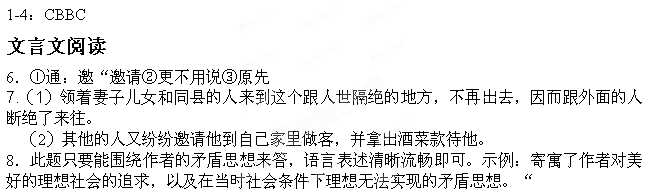 1-4：CBBC
文言文阅读
6．①通：邀“邀请②更不用说③原先
7.（1）领着妻子儿女和同县的人来到这个跟人世隔绝的地方，不再出去，因而跟外面的人
断绝了来往。
（2）其他的人又纷纷邀请他到自己家里做客，并拿出酒菜款待他。
8．此题只要能围绕作者的矛盾思想来答，语言表述清晰流畅即可。示例：寄寓了作者对美
好的理想社会的追求，以及在当时社会条件下理想无法实现的矛盾思想。“